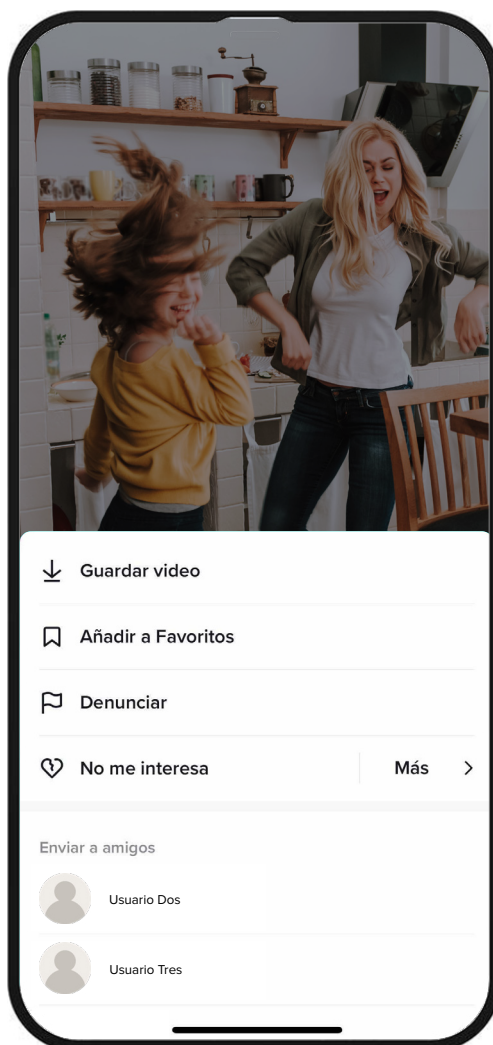 Guardar video
Añadir a Favoritos
Denunciar
No me interesa Más
Enviar a amigos
Usuario Dos
Usuario Tres